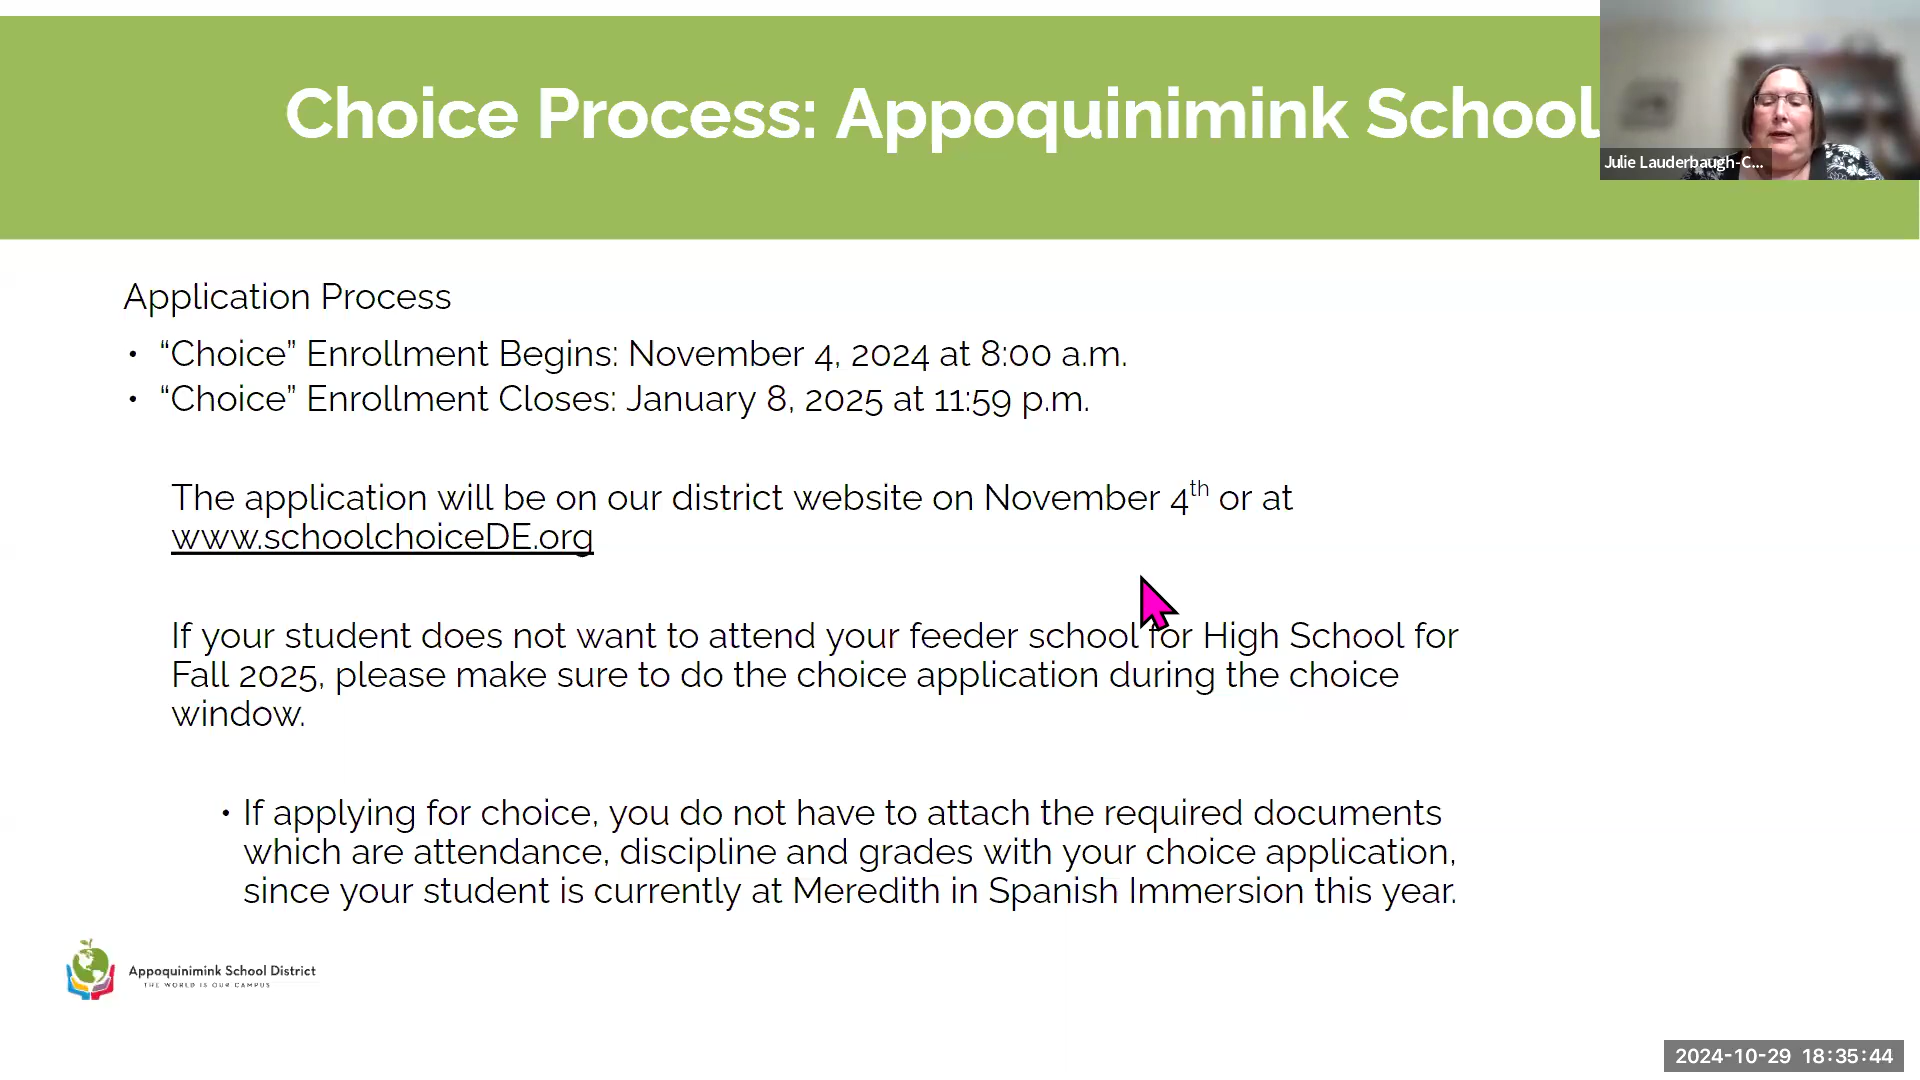 Choice Process: Appoquinimink School
Julie Lauderbaugh-C...
Application Process
• “Choice” Enrollment Begins: November 4, 2024 at 8:00 a.m.
• “Choice” Enrollment Closes: January 8, 2025 at 11:59 p.m.
The application will be on our district website on November 4th or at
www.schoolchoiceDE.org
If your student does not want to attend your feeder school for High School for
Fall 2025, please make sure to do the choice application during the choice
window.
• If applying for choice, you do not have to attach the required documents
which are attendance, discipline and grades with your choice application,
since your student is currently at Meredith in Spanish Immersion this year.
Appoquinimink School District
THE WORLD IS OUR CAMPUS
2024-10-29 18:35:44